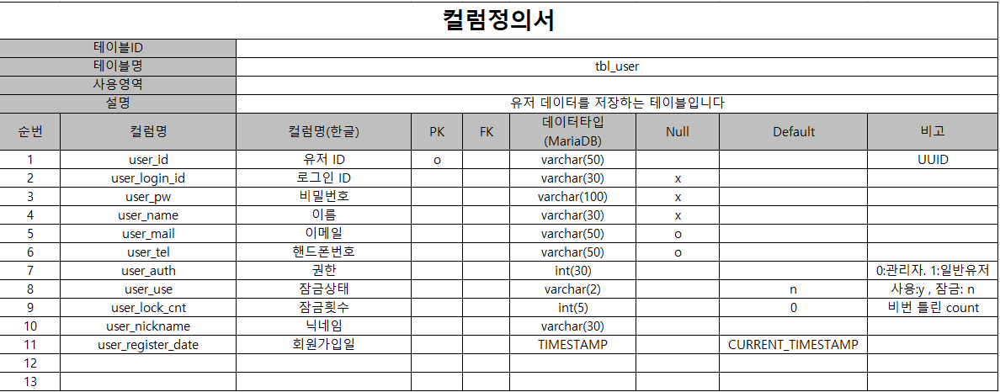 컬럼정의서
테이블ID
테이블명 tbl_user
사용영역
설명 유저 데이터를 저장하는 테이블입니다
순번 컬럼명 컬럼명(한글) PK FK 데이터타입 (MariaDB) Null Default 비고
1 user_id 유저 ID o varchar(50) UUID
2 user_login_id 로그인 ID varchar(30) x
3 user_pw 비밀번호 varchar(100) x
4 user_name 이름 varchar(30) x
5 user_mail 이메일 varchar(50) o
6 user_tel 핸드폰번호 varchar(50) o
7 user_auth 권한 int(30) 0:관리자. 1:일반유저
8 user_use 잠금상태 varchar(2) n 사용:y , 잠금: n
9 user_lock_cnt 잠금횟수 int(5) 0 비번 틀린 count
10 user_nickname 닉네임 varchar(30)
11 user_register_date 회원가입일 TIMESTAMP CURRENT_TIMESTAMP
12
13